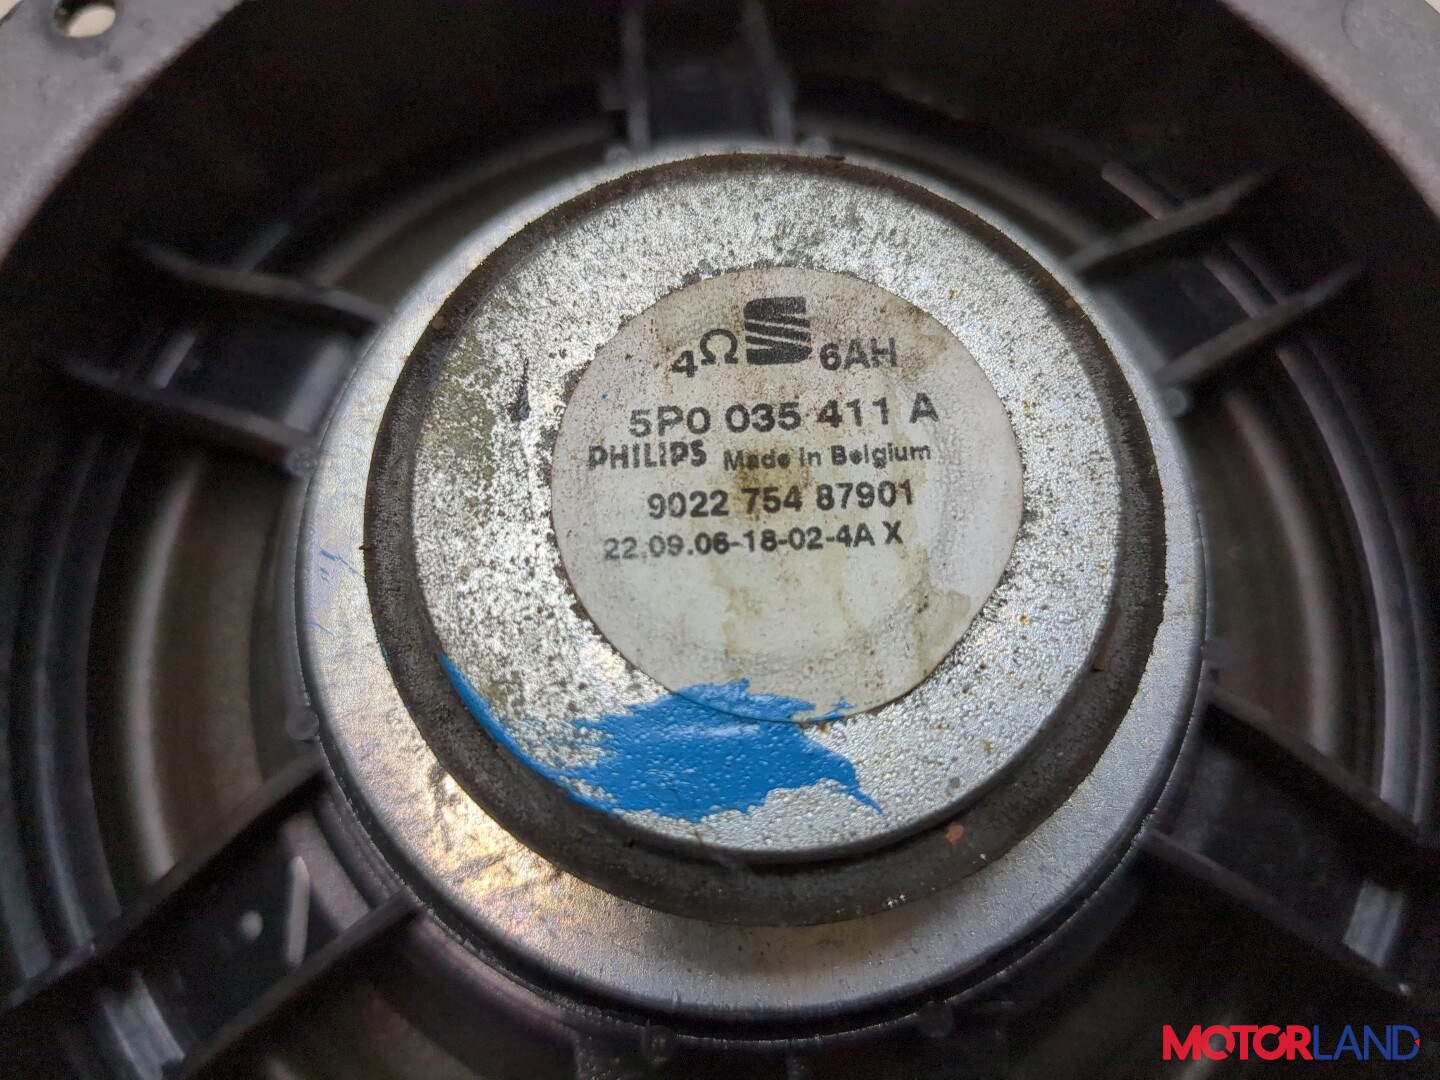 4Ω 6AH
5P0 035 411 A
PHILIPS Made in Belgium
9022 754 87901
22.09.06-18-02-4A X
MOTORLAND